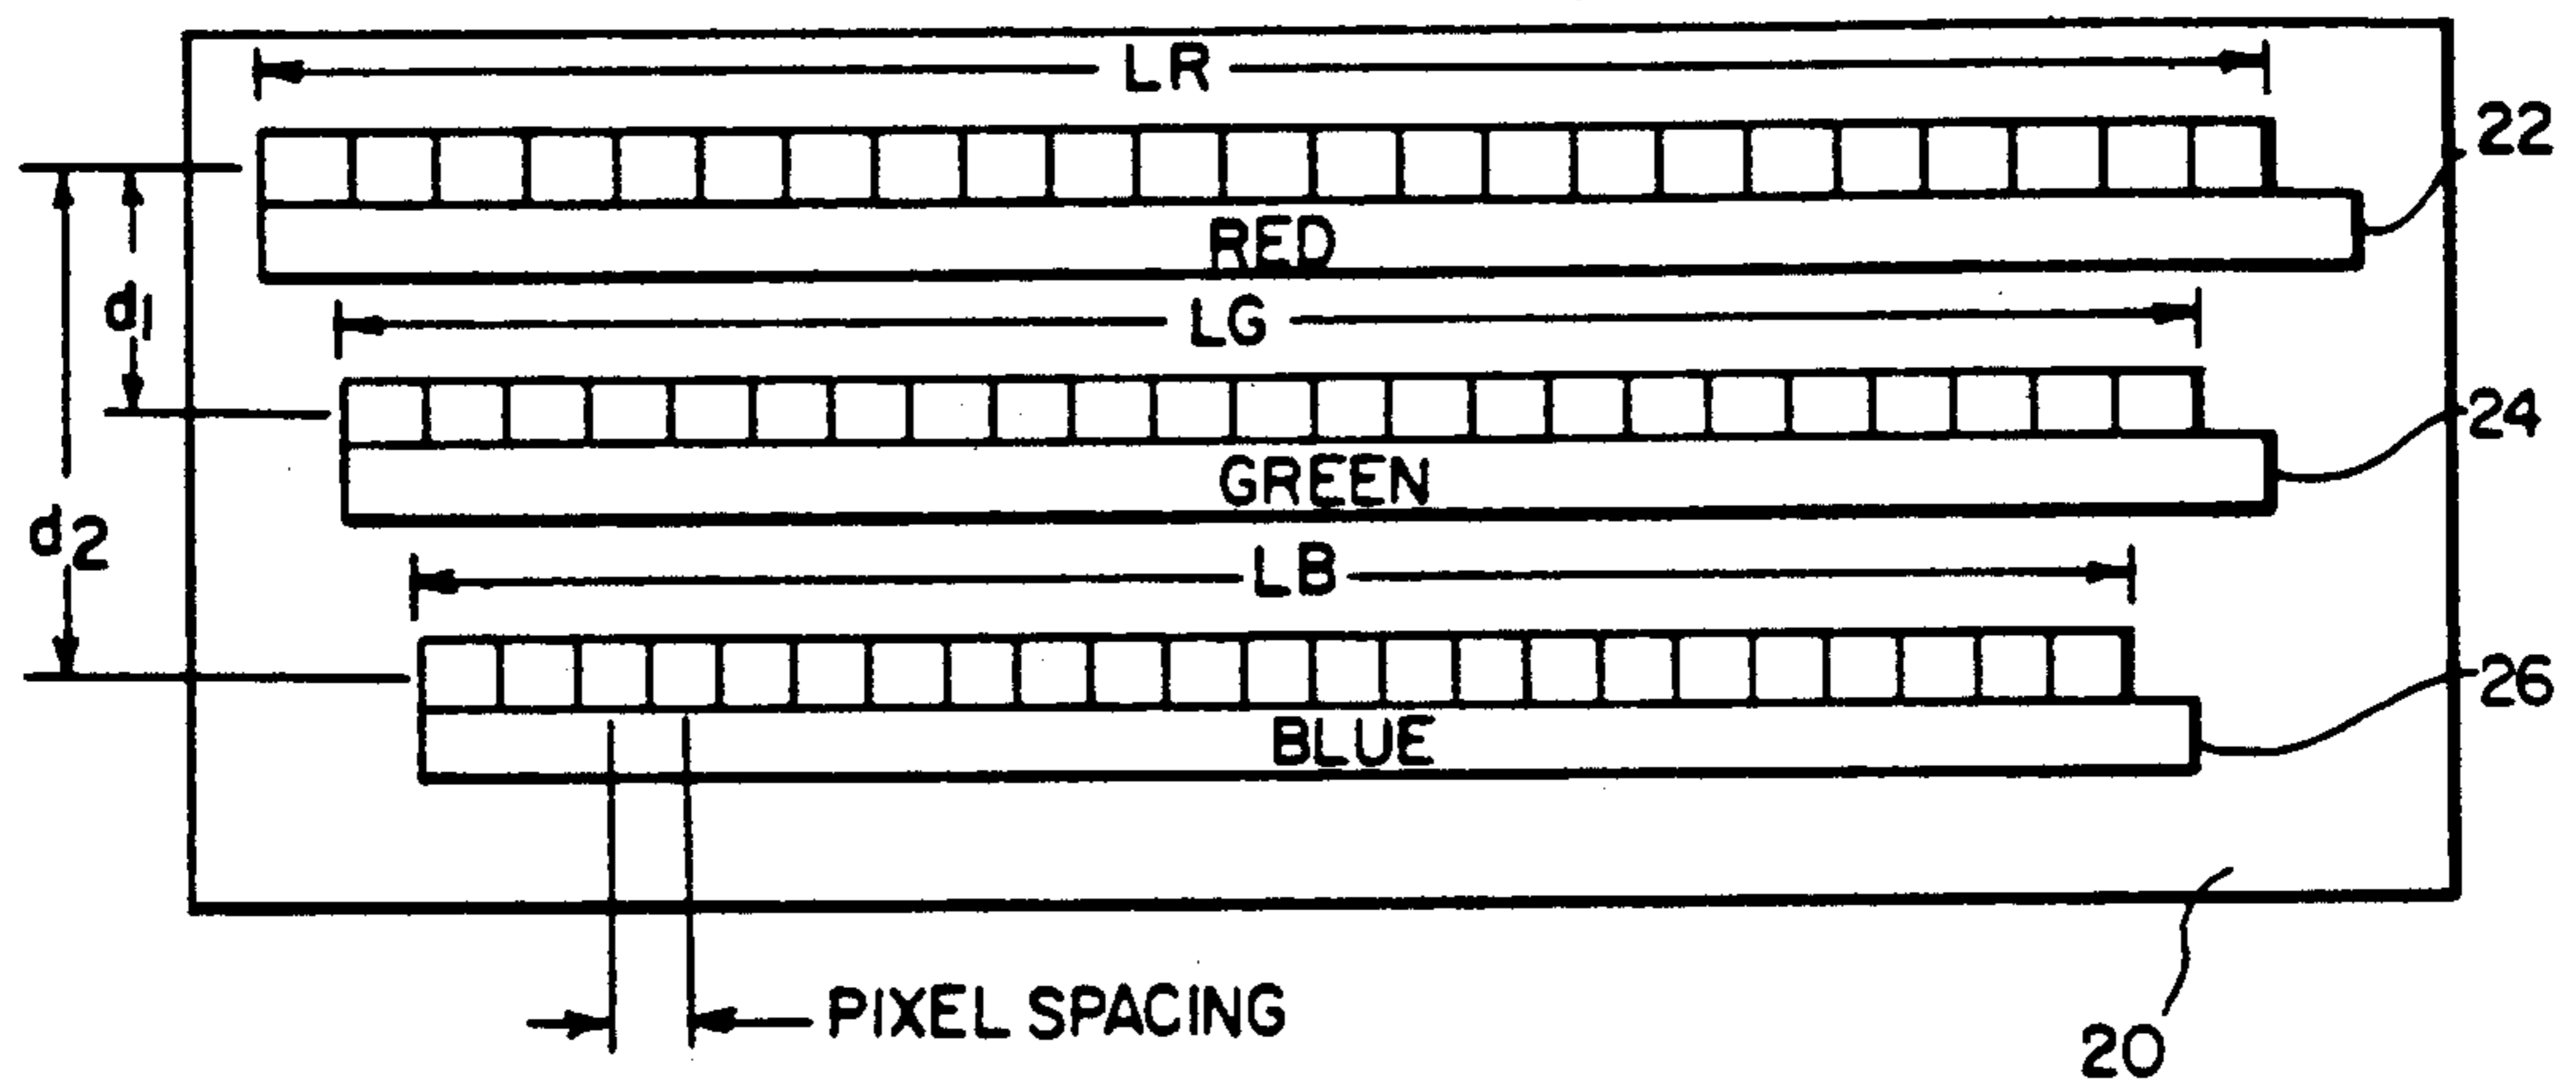 LR
22
RED
d1
LG
24
GREEN
d2
LB
26
BLUE
PIXEL SPACING
20